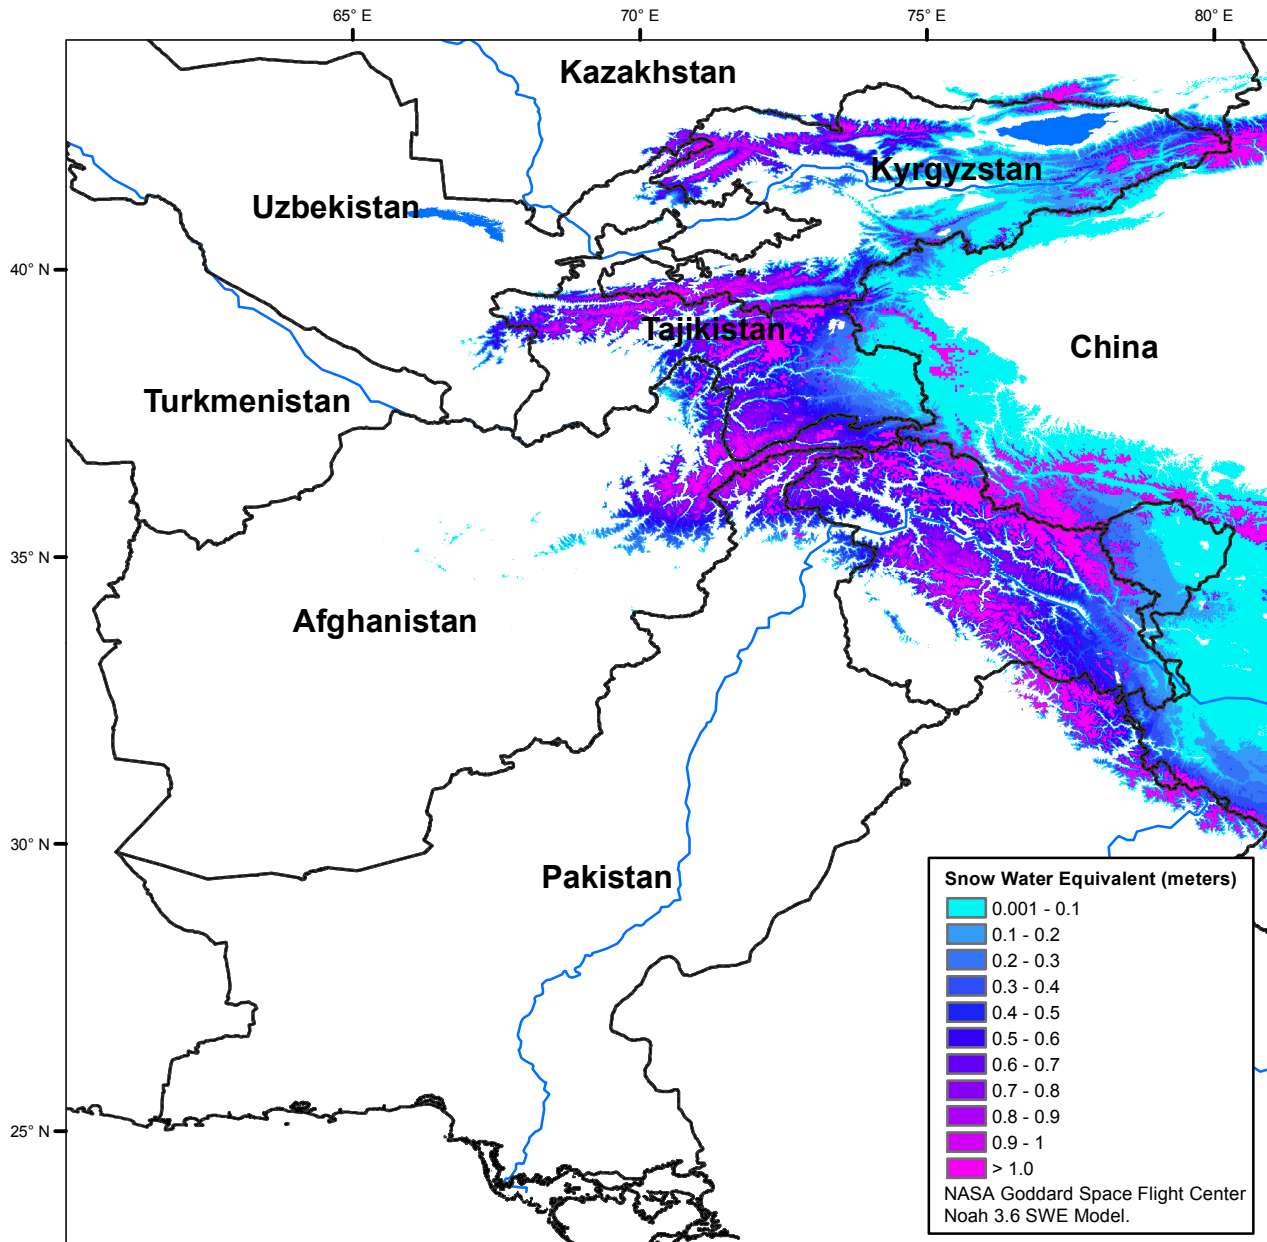 65° E
70° E
75° E
80° E
Kazakhstan
Kyrgyzstan
Uzbekistan
40° N
Tajikistan
China
Turkmenistan
35° N
Afghanistan
30° N
Pakistan
25° N
Snow Water Equivalent (meters)
0.001 - 0.1
0.1 - 0.2
0.2 - 0.3
0.3 - 0.4
0.4 - 0.5
0.5 - 0.6
0.6 - 0.7
0.7 - 0.8
0.8 - 0.9
0.9 - 1
> 1.0
NASA Goddard Space Flight Center
Noah 3.6 SWE Model.